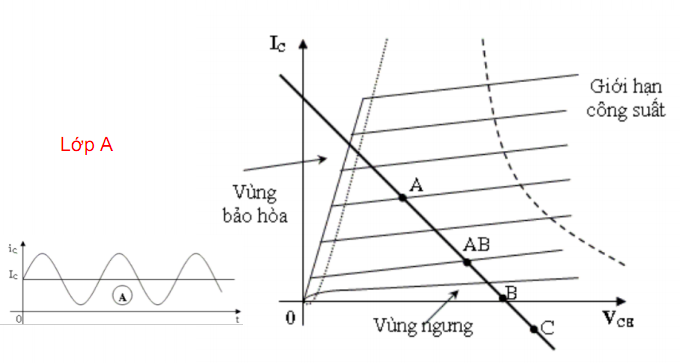 Lớp A
i_C
I_C
A
0
t
I_C
Giới hạn
công suất
Vùng
bảo hòa
A
AB
B
C
0
Vùng ngưng
V_CE